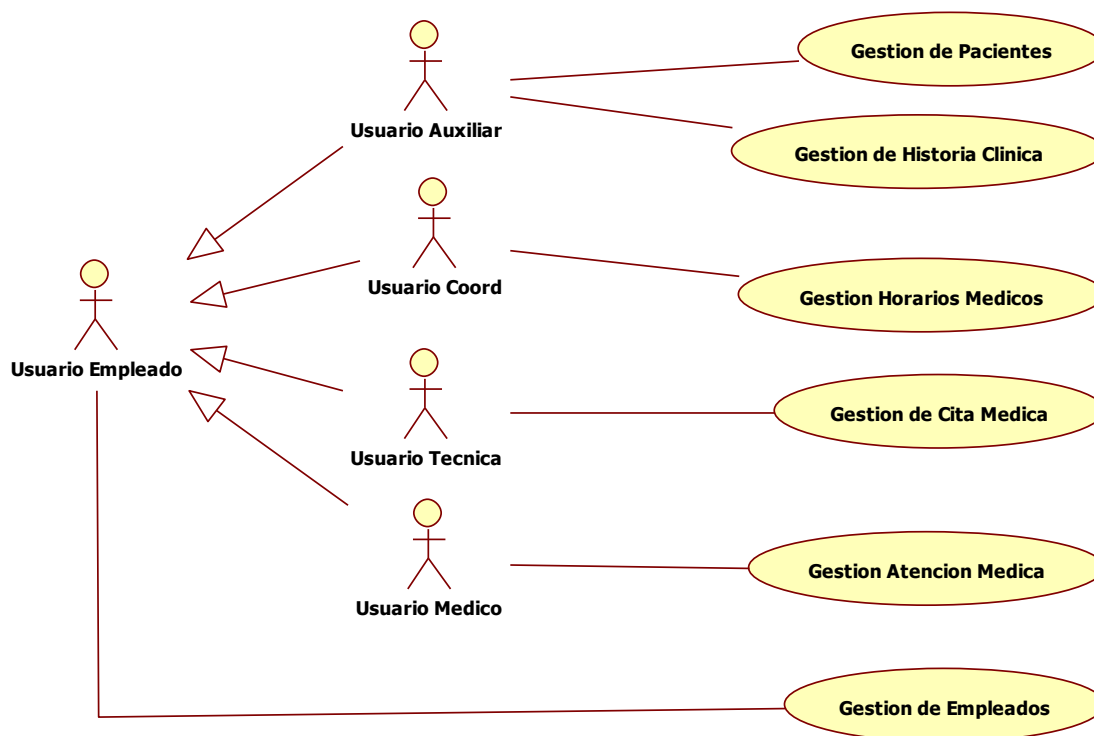 Gestion de Pacientes
Usuario Auxiliar
Gestion de Historia Clinica
Usuario Coord
Gestion Horarios Medicos
Usuario Empleado
Gestion de Cita Medica
Usuario Tecnica
Gestion Atencion Medica
Usuario Medico
Gestion de Empleados